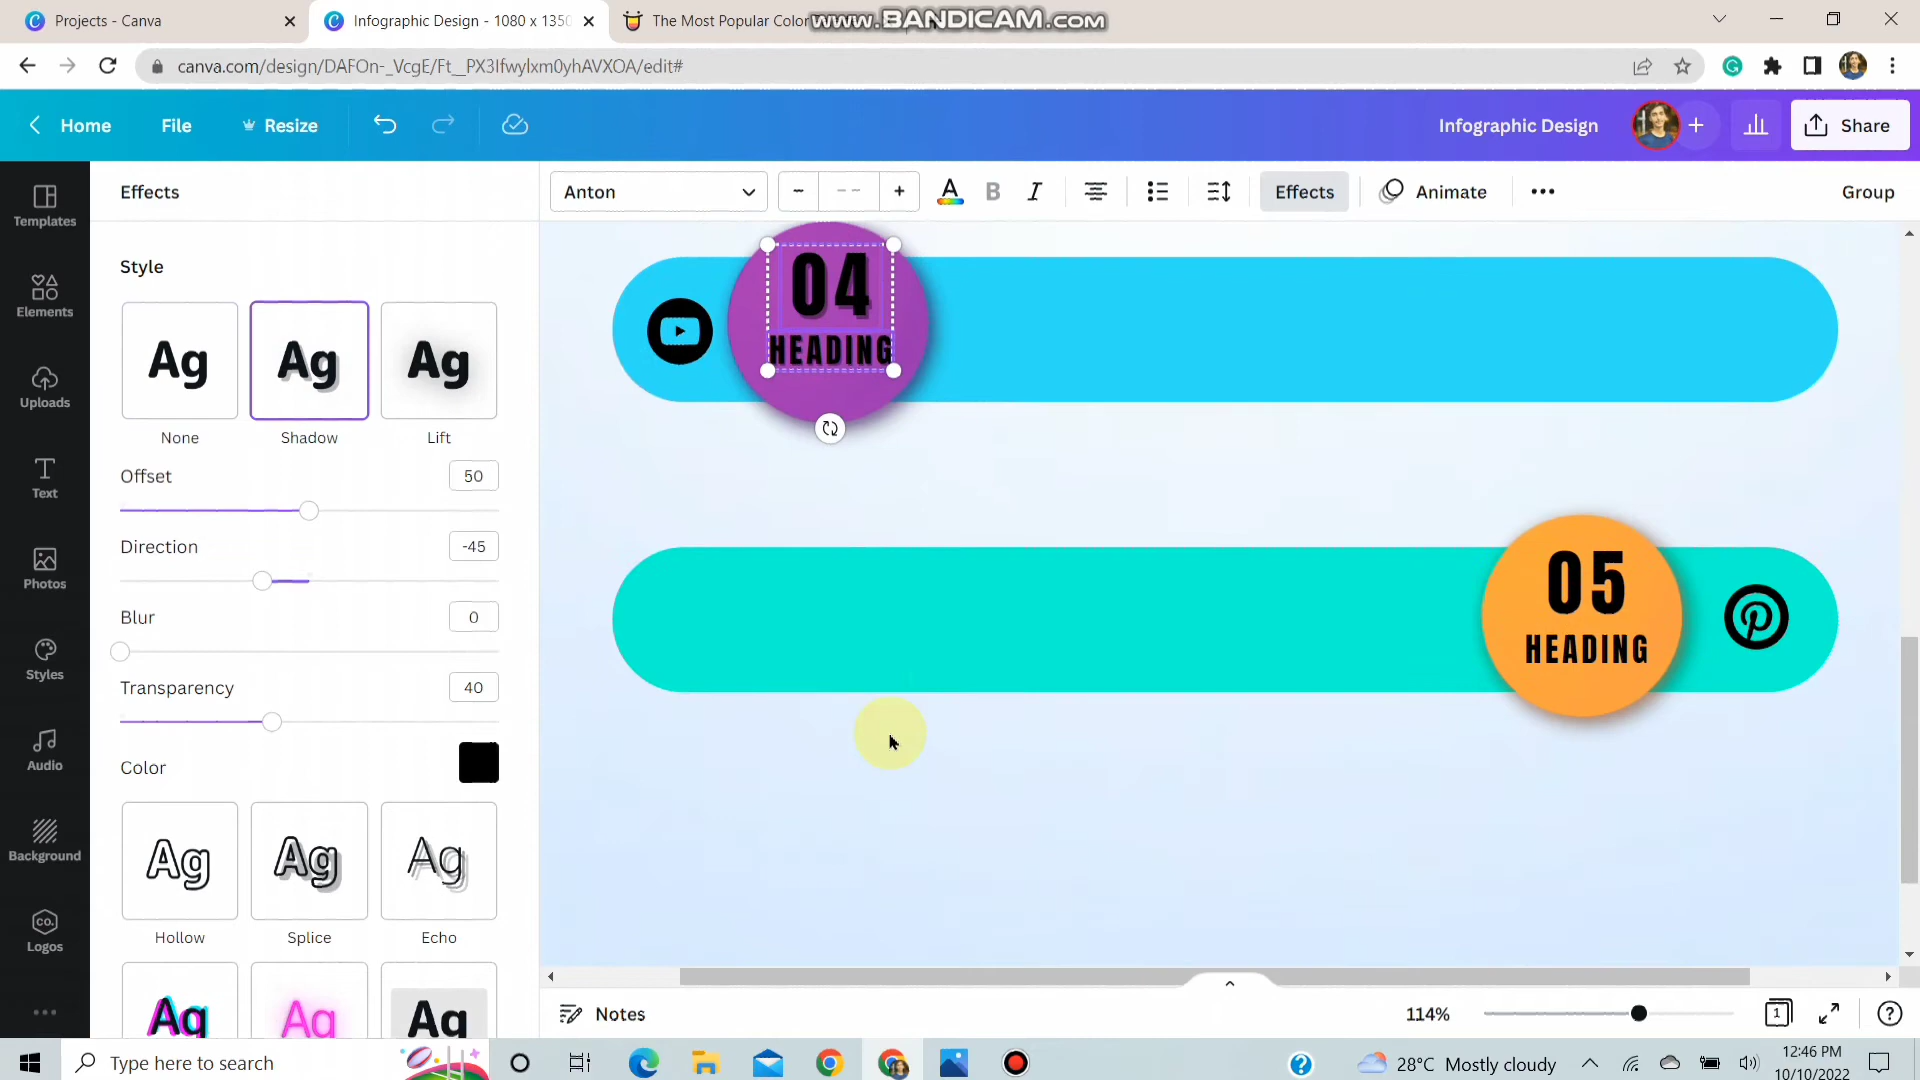 Projects - Canva
Infographic Design - 1080 x 1350
The Most Popular Color
www.BANDICAM.com
canva.com/design/DAFOn-_VcgE/Ft__PX3Ifwylxm0yhAVXOA/edit#
Home
File
Resize
Infographic Design
Share
Templates
Elements
Uploads
Text
Photos
Styles
Audio
Background
CO.
Logos
Effects
Style
Ag
Ag
Ag
None
Shadow
Lift
Offset
50
Direction
-45
Blur
0
Transparency
40
Color
Ag
Ag
Ag
Hollow
Splice
Echo
Ag
Ag
Ag
Anton
A
B
I
Effects
Animate
Group
04
HEADING
05
HEADING
Notes
114%
1
Type here to search
28°C Mostly cloudy
12:46 PM
10/10/2022